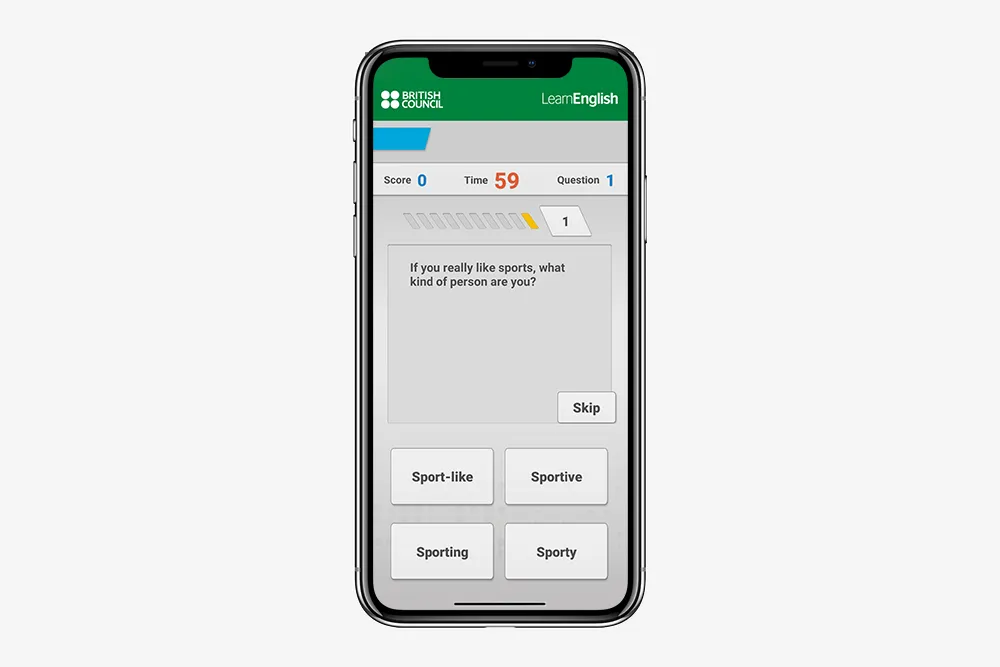 BRITISH
COUNCIL
LearnEnglish
Score 0 Time 59 Question 1
1
If you really like sports, what
kind of person are you?
Skip
Sport-like Sportive
Sporting Sporty